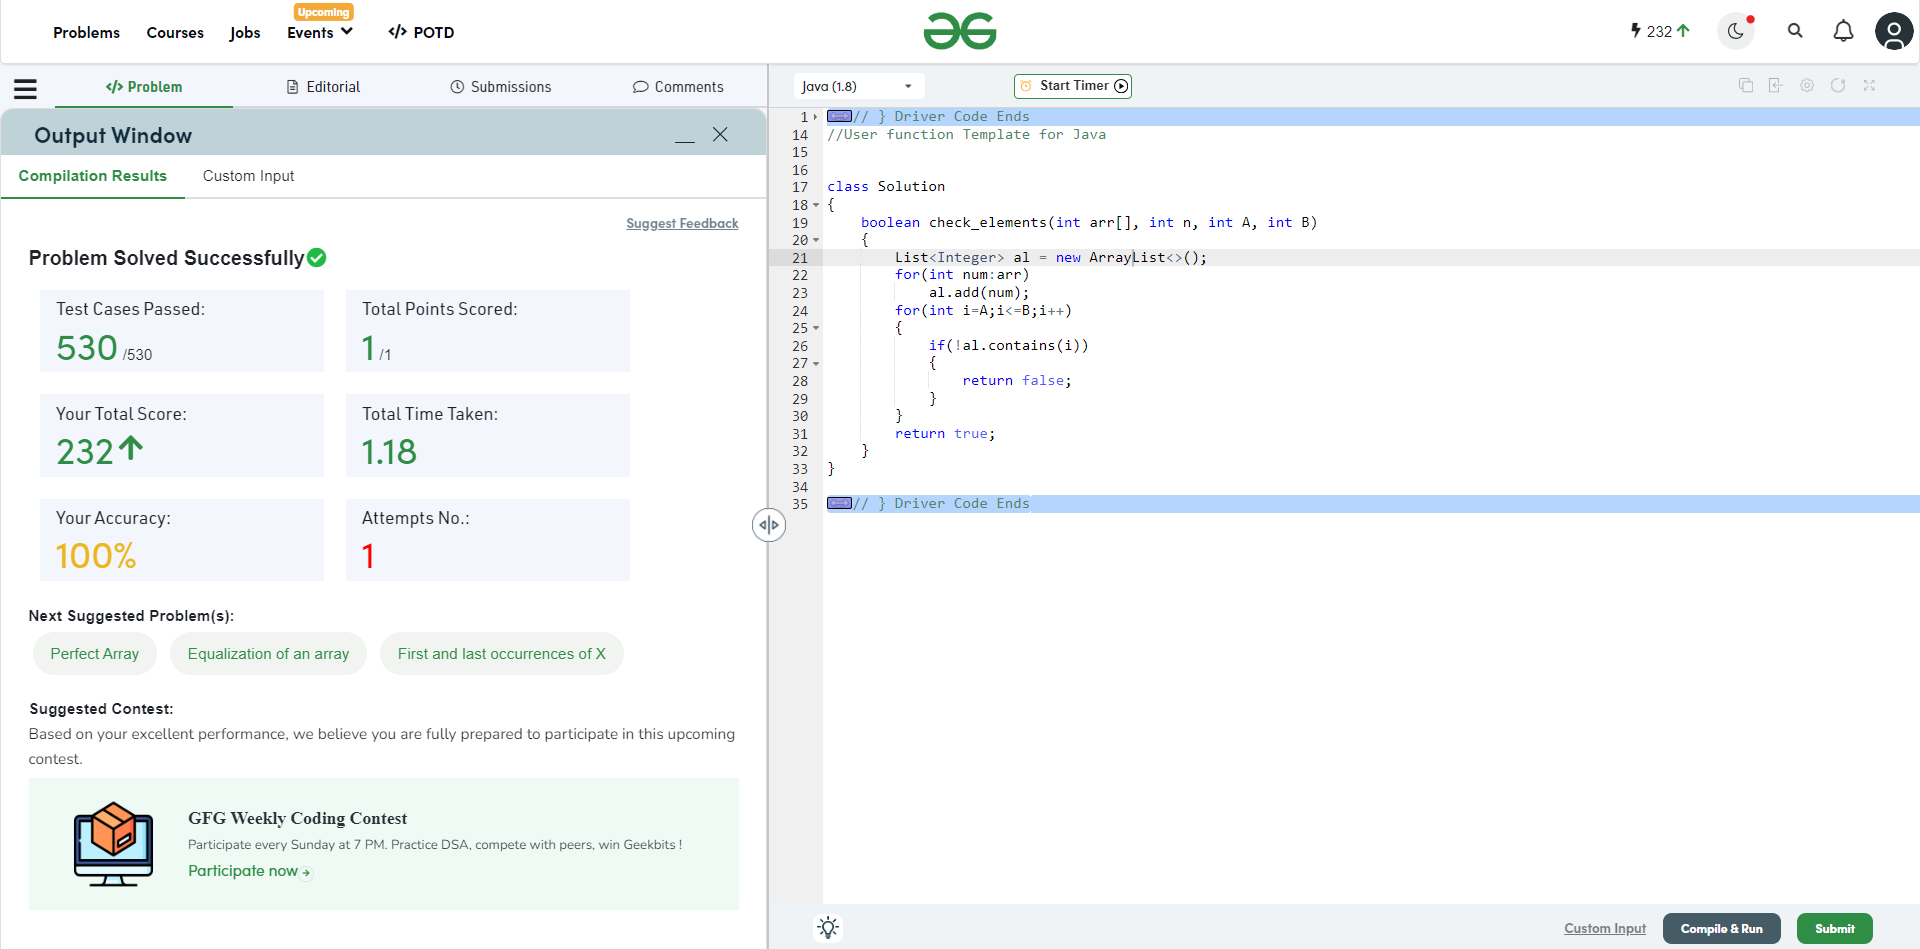 Problems Courses Jobs Events Upcoming </> POTD
232
</> Problem Editorial Submissions Comments
Output Window
Compilation Results Custom Input
Suggest Feedback
Problem Solved Successfully
Test Cases Passed:
530 /530
Total Points Scored:
1 /1
Your Total Score:
232
Total Time Taken:
1.18
Your Accuracy:
100%
Attempts No.:
1
Next Suggested Problem(s):
Perfect Array Equalization of an array First and last occurrences of X
Suggested Contest:
Based on your excellent performance, we believe you are fully prepared to participate in this upcoming
contest.
GFG Weekly Coding Contest
Participate every Sunday at 7 PM. Practice DSA, compete with peers, win Geekbits !
Participate now
Java (1.8) Start Timer
1 // } Driver Code Ends
14 //User function Template for Java
15
16
17 class Solution
18 {
19     boolean check_elements(int arr[], int n, int A, int B)
20     {
21         List<Integer> al = new ArrayList<>();
22         for(int num:arr)
23             al.add(num);
24         for(int i=A;i<=B;i++)
25         {
26             if(!al.contains(i))
27             {
28                 return false;
29             }
30         }
31         return true;
32     }
33 }
34
35 // } Driver Code Ends
Custom Input Compile & Run Submit